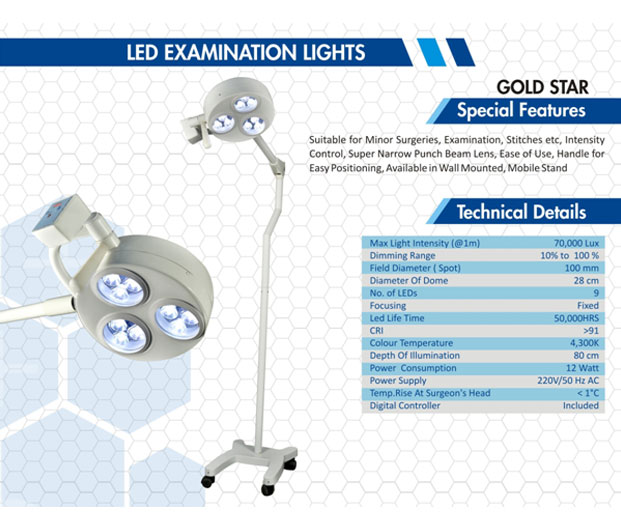 LED EXAMINATION LIGHTS
GOLD STAR
Special Features
Suitable for Minor Surgeries, Examination, Stitches etc, Intensity
Control, Super Narrow Punch Beam Lens, Ease of Use, Handle for
Easy Positioning, Available in Wall Mounted, Mobile Stand
Technical Details
Max Light Intensity (@1m) 70,000 Lux
Dimming Range 10% to 100 %
Field Diameter ( Spot) 100 mm
Diameter Of Dome 28 cm
No. of LEDs 9
Focusing Fixed
Led Life Time 50,000HRS
CRI >91
Colour Temperature 4,300K
Depth Of Illumination 80 cm
Power Consumption 12 Watt
Power Supply 220V/50 Hz AC
Temp.Rise At Surgeon's Head < 1°C
Digital Controller Included